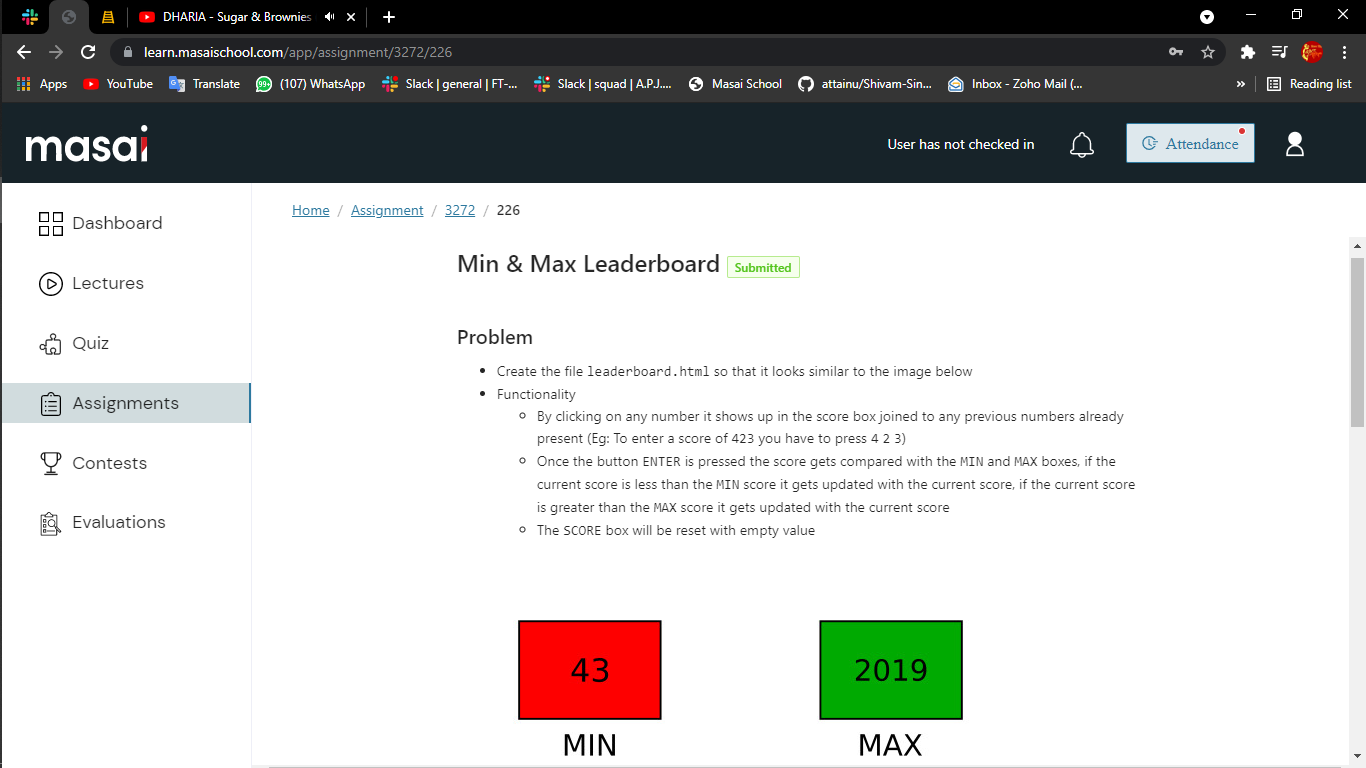 DHARIA - Sugar & Brownies
learn.masaischool.com/app/assignment/3272/226
Apps YouTube Translate 99+ (107) WhatsApp Slack | general | FT-... Slack | squad | A.P.J.... Masai School attainu/Shivam-Sin... Inbox - Zoho Mail (... » Reading list
masai
User has not checked in
Attendance
Dashboard
Lectures
Quiz
Assignments
Contests
Evaluations
Home / Assignment / 3272 / 226
Min & Max Leaderboard Submitted
Problem
• Create the file leaderboard.html so that it looks similar to the image below
• Functionality
By clicking on any number it shows up in the score box joined to any previous numbers already
present (Eg: To enter a score of 423 you have to press 4 2 3)
Once the button ENTER is pressed the score gets compared with the MIN and MAX boxes, if the
current score is less than the MIN score it gets updated with the current score, if the current score
is greater than the MAX score it gets updated with the current score
The SCORE box will be reset with empty value
43 2019
MIN MAX